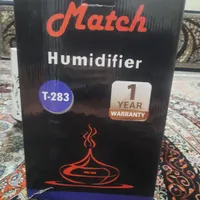 Match
Humidifier
T-283
1
YEAR
WARRANTY